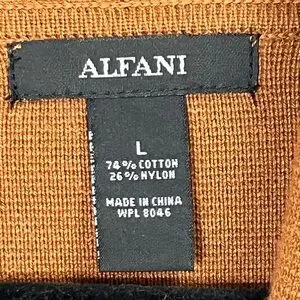 ALFANI
L
74% COTTON
26% NYLON
MADE IN CHINA
WPL 8046